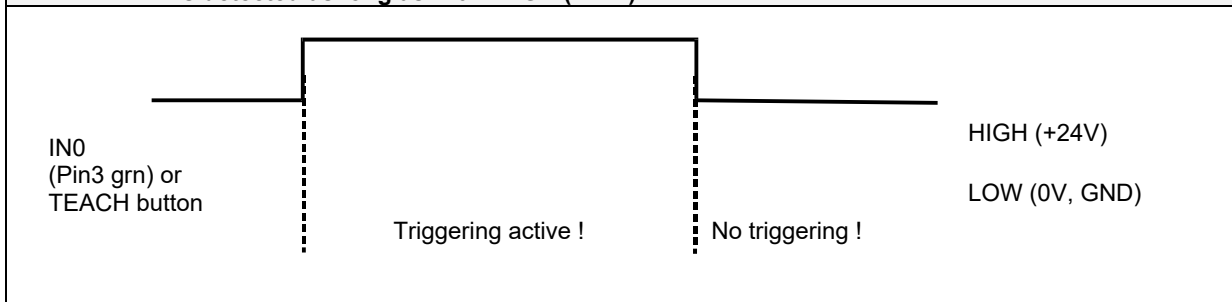 IN0
(Pin3 grn) or
TEACH button
HIGH (+24V)
LOW (0V, GND)
Triggering active !
No triggering !